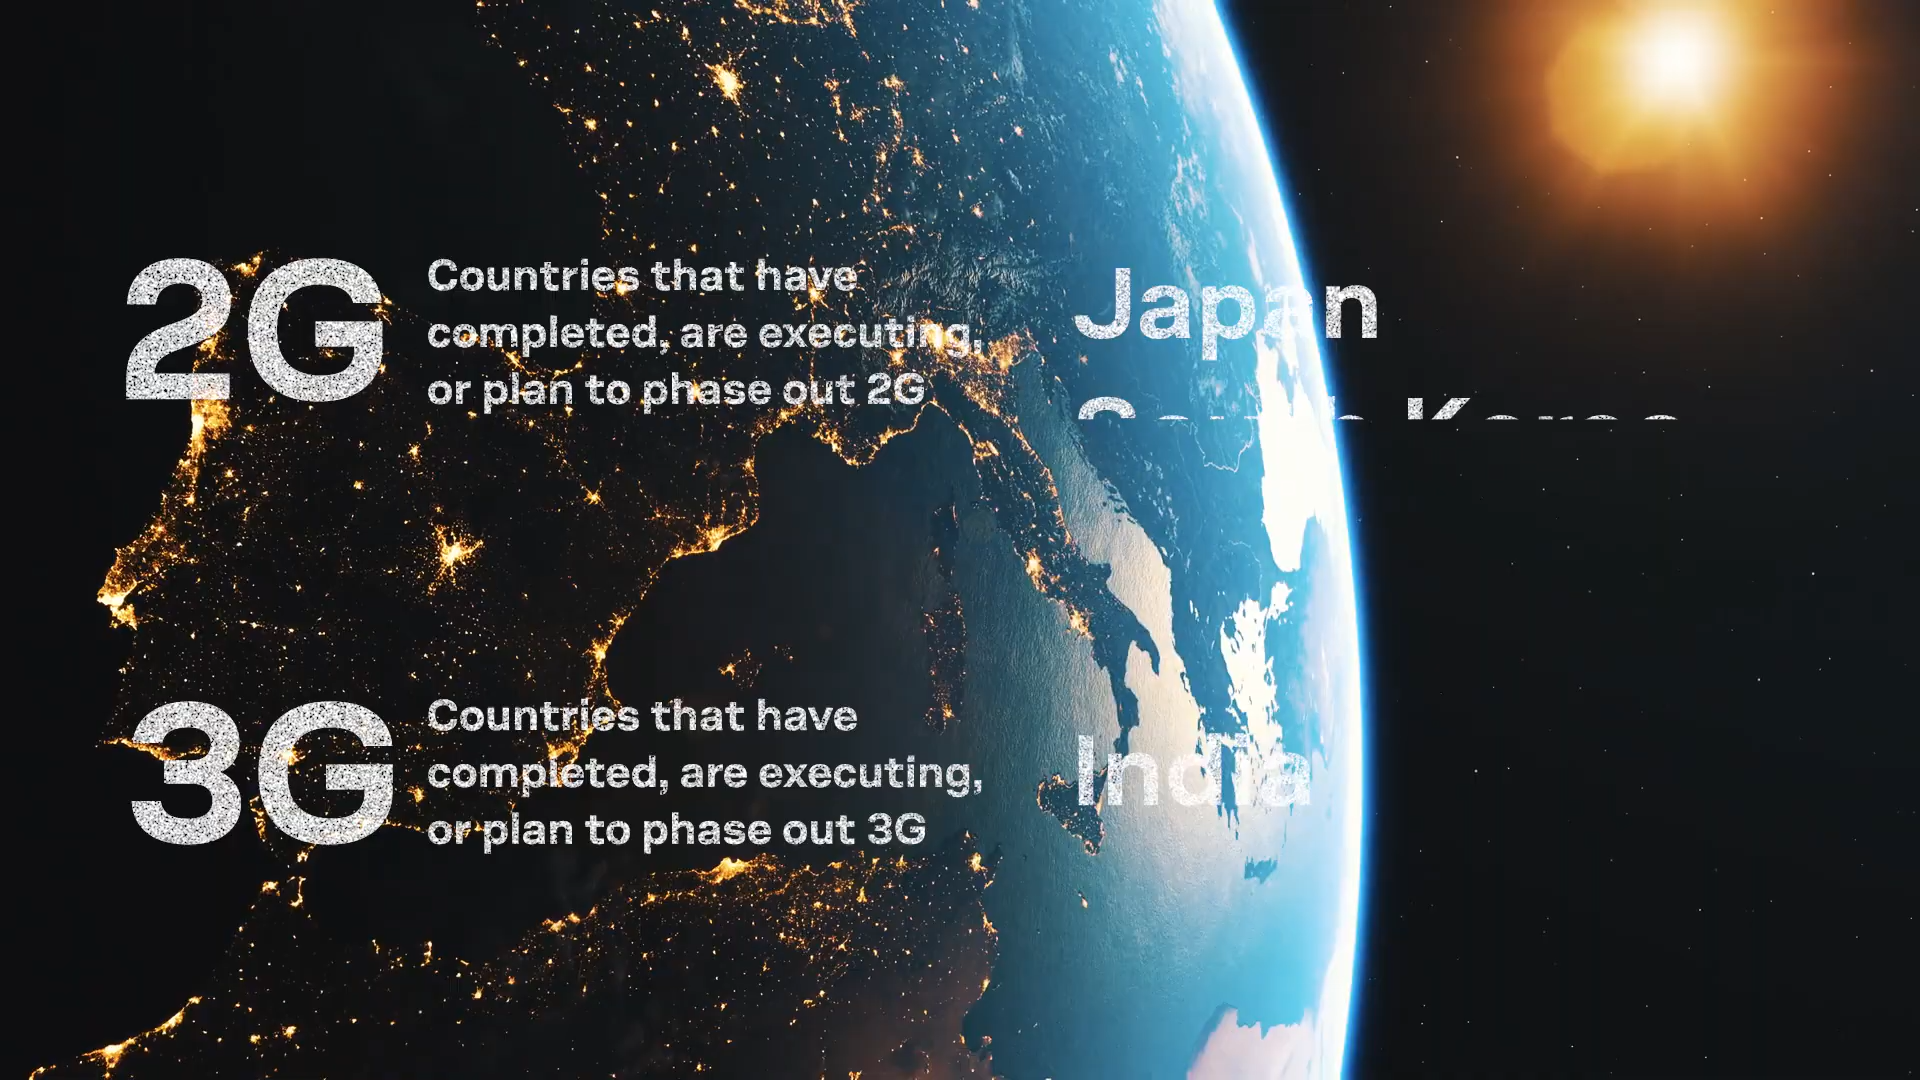 2G
Countries that have
completed, are executing,
or plan to phase out 2G
Japan
3G
Countries that have
completed, are executing,
or plan to phase out 3G
India